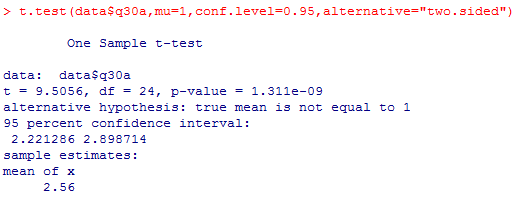 > t.test(data$q30a,mu=1,conf.level=0.95,alternative="two.sided")
One Sample t-test
data:  data$q30a
t = 9.5056, df = 24, p-value = 1.311e-09
alternative hypothesis: true mean is not equal to 1
95 percent confidence interval:
2.221286 2.898714
sample estimates:
mean of x
2.56